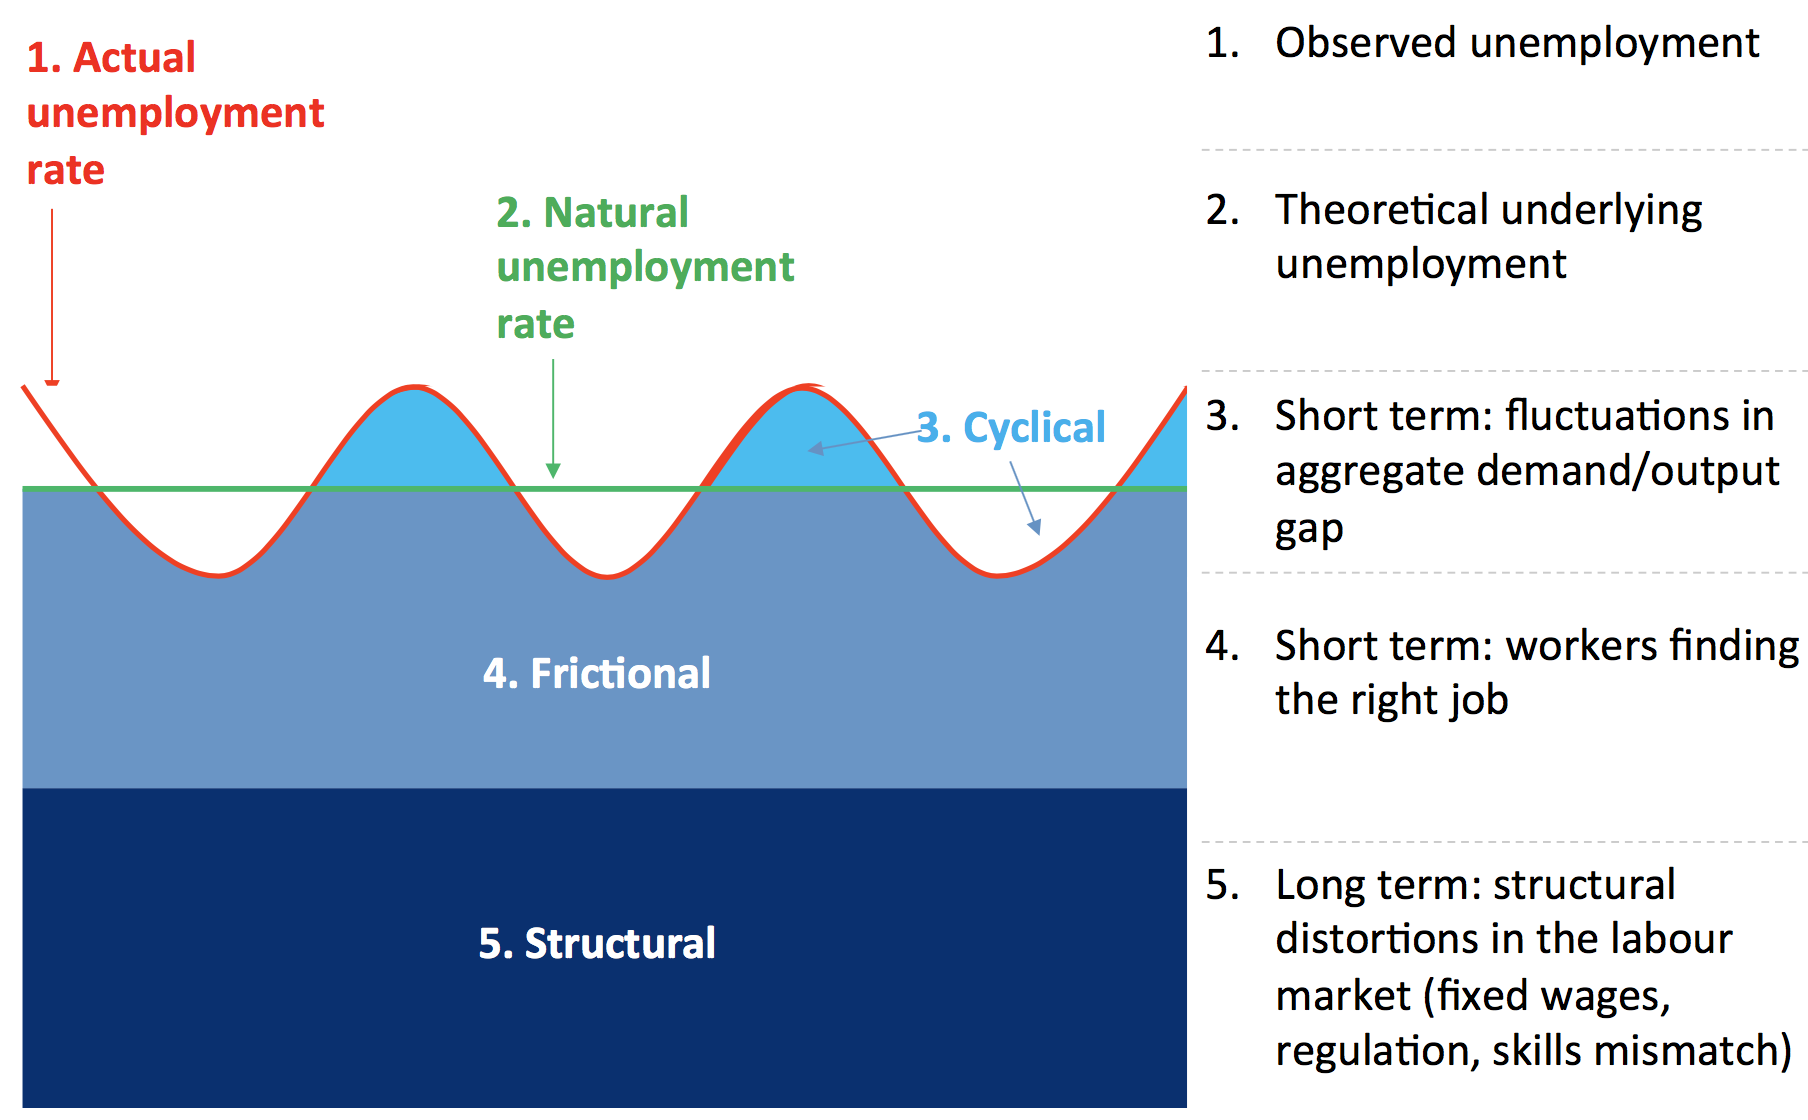 1. Actual
unemployment
rate
2. Natural
unemployment
rate
3. Cyclical
4. Frictional
5. Structural
1. Observed unemployment
2. Theoretical underlying
unemployment
3. Short term: fluctuations in
aggregate demand/output
gap
4. Short term: workers finding
the right job
5. Long term: structural
distortions in the labour
market (fixed wages,
regulation, skills mismatch)